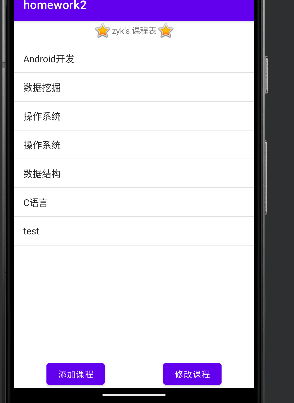 homework2
zyk's 课程表
Android开发
数据挖掘
操作系统
操作系统
数据结构
C语言
test
添加课程
修改课程